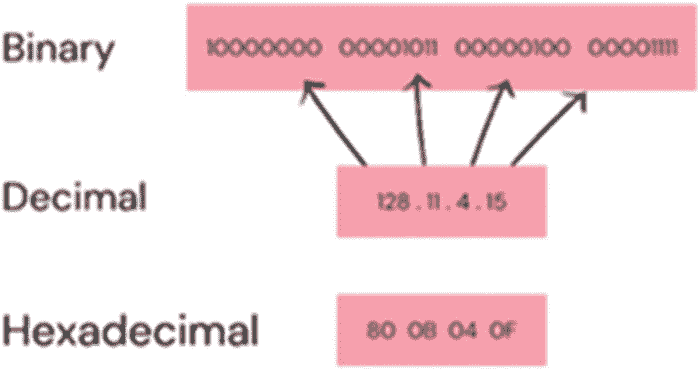 Binary 10000000 00001011 00000100 00001111
Decimal 128 . 11 . 4 . 15
Hexadecimal 80 0B 04 0F